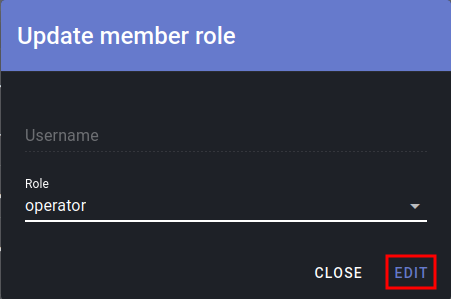 Update member role
Username
Role
operator
CLOSE EDIT